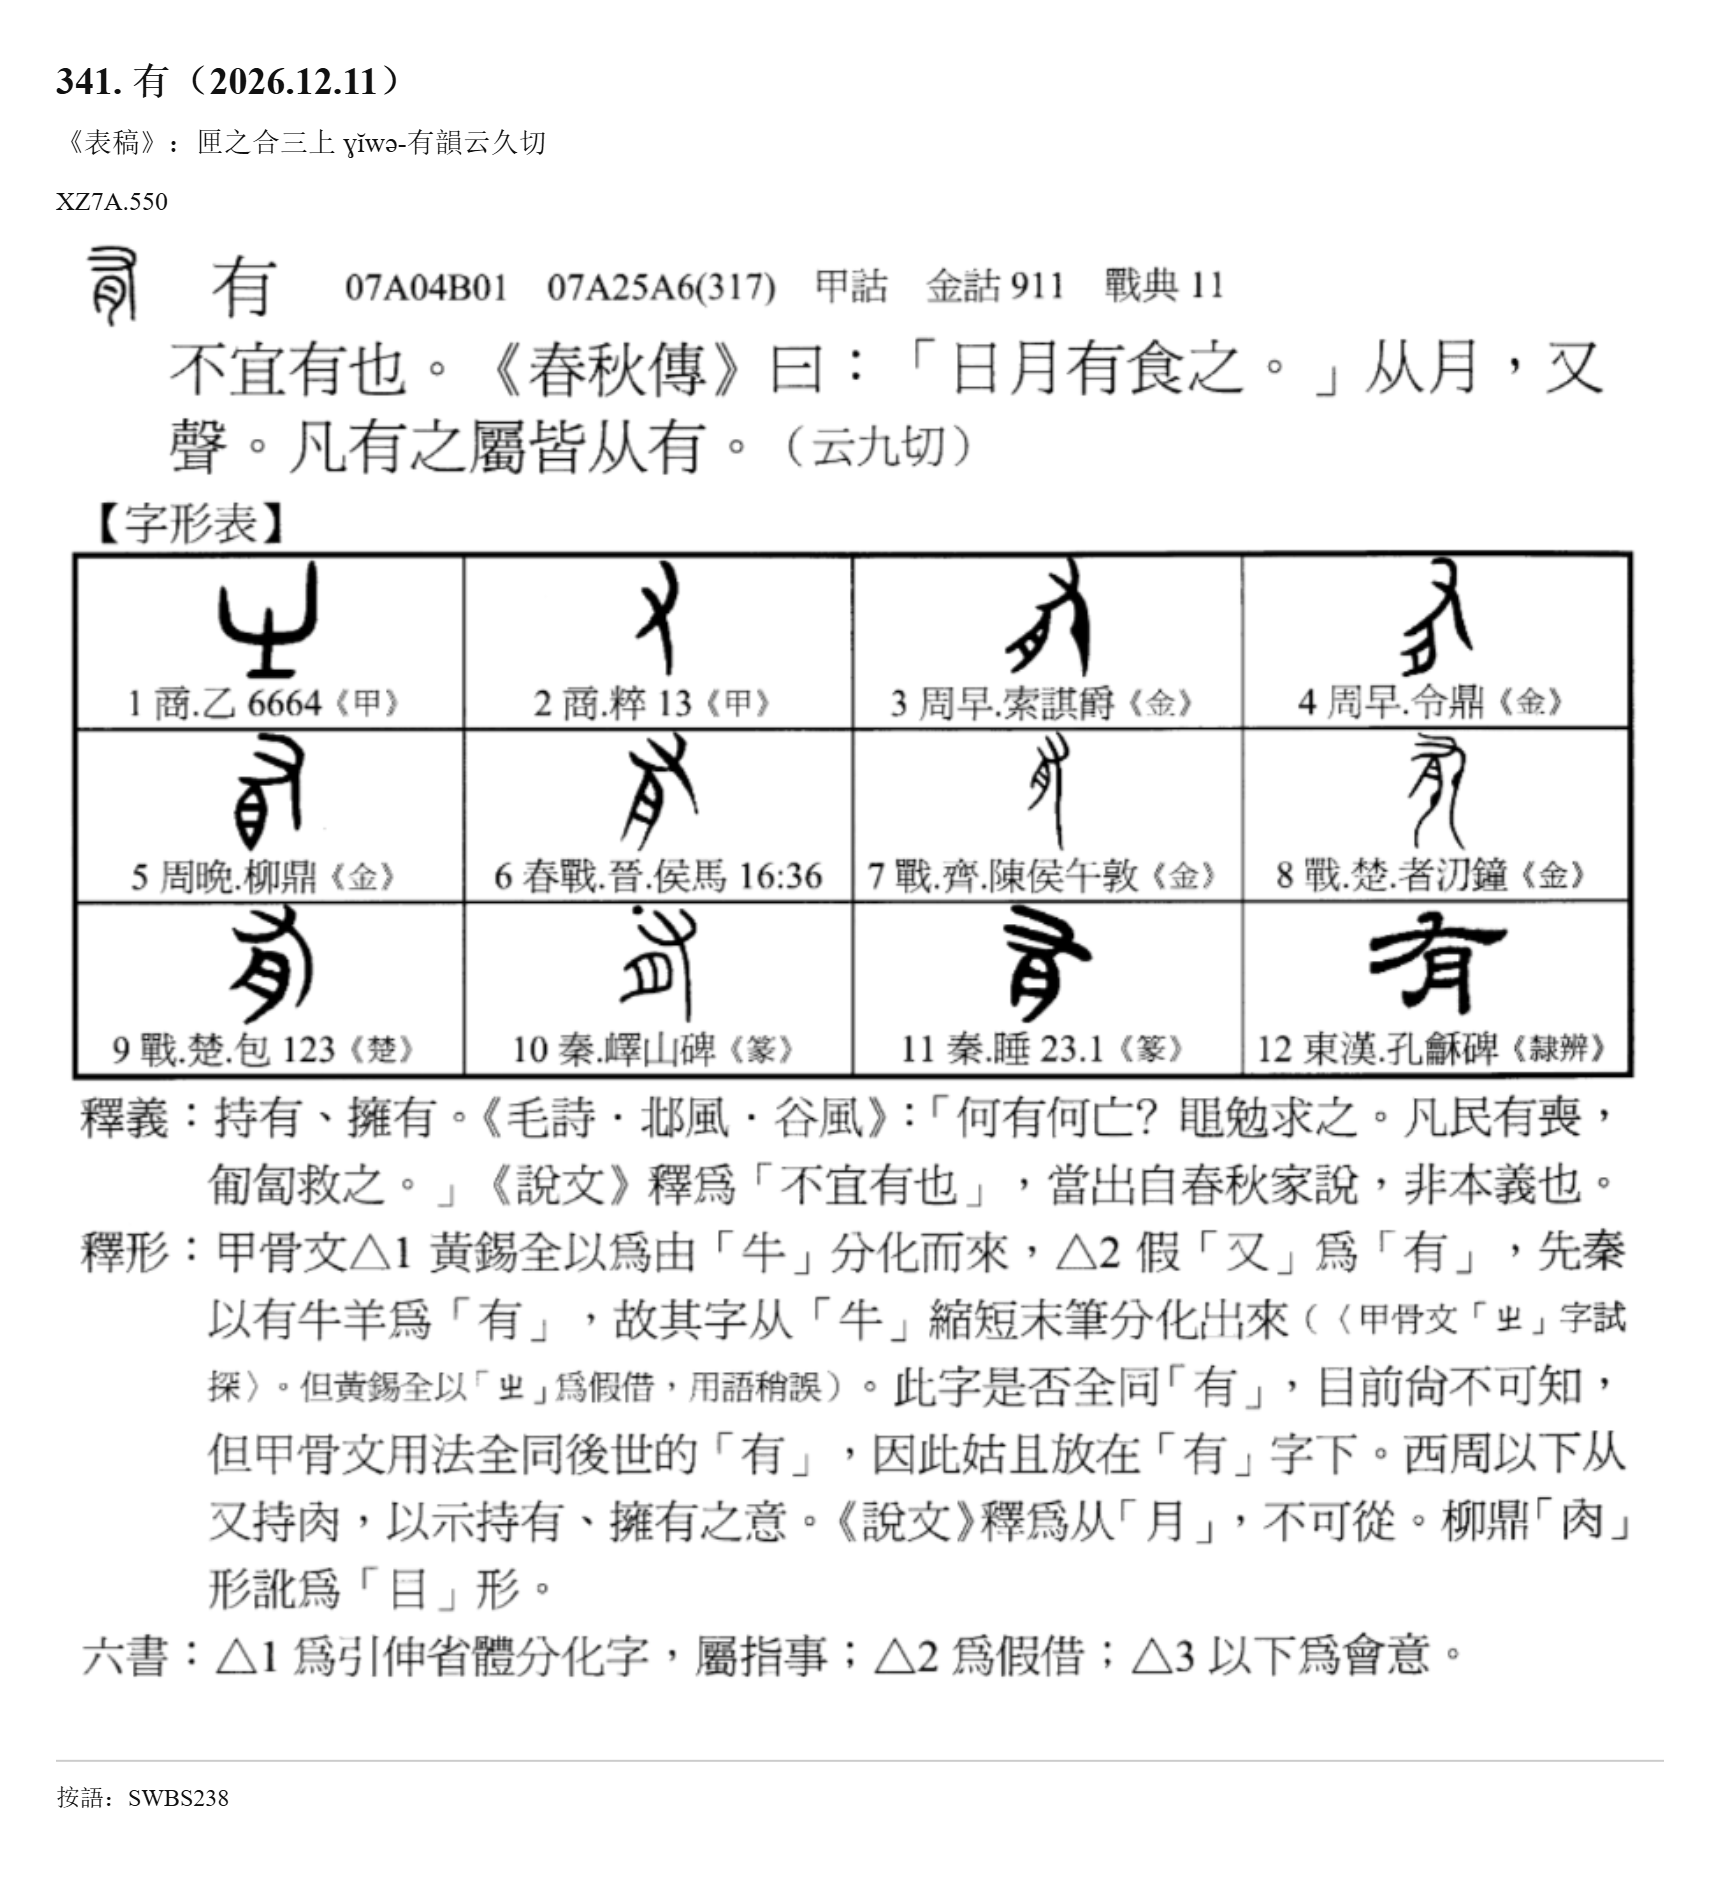 341. 有（2026.12.11）
《表稿》：匣之合三上 ɣǐwə-有韻云久切
XZ7A.550
有 有 07A04B01 07A25A6(317) 甲詁 金詁 911 戰典 11
不宜有也。《春秋傳》曰：「日月有食之。」从月，又
聲。凡有之屬皆从有。（云九切）
【字形表】
1 商.乙 6664《甲》 2 商.粹 13《甲》 3 周早.索諆爵《金》 4 周早.令鼎《金》
5 周晚.柳鼎《金》 6 春戰.晉.侯馬 16:36 7 戰.齊.陳侯午敦《金》 8 戰.楚.者汈鐘《金》
9 戰.楚.包 123《楚》 10 秦.嶧山碑《篆》 11 秦.睡 23.1《篆》 12 東漢.孔龢碑《隸辨》
釋義：持有、擁有。《毛詩．邶風．谷風》：「何有何亡？黽勉求之。凡民有喪，
匍匐救之。」《說文》釋為「不宜有也」，當出自春秋家說，非本義也。
釋形：甲骨文△1 黃錫全以為由「牛」分化而來，△2 假「又」為「有」，先秦
以有牛羊為「有」，故其字从「牛」縮短末筆分化出來（〈甲骨文「㞢」字試
探〉。但黃錫全以「㞢」為假借，用語稍誤）。此字是否全同「有」，目前尚不可知，
但甲骨文用法全同後世的「有」，因此姑且放在「有」字下。西周以下从
又持肉，以示持有、擁有之意。《說文》釋為从「月」，不可從。柳鼎「肉」
形訛為「目」形。
六書：△1 為引伸省體分化字，屬指事；△2 為假借；△3 以下為會意。
按語：SWBS238